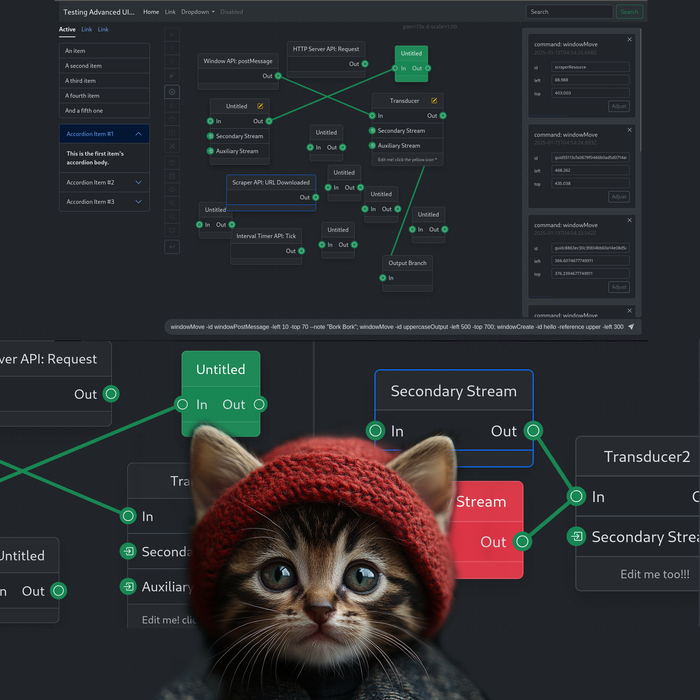 Testing Advanced UI...
Home Link Dropdown Disabled
Search Search
Active Link Link
An item
A second item
A third item
A fourth item
And a fifth one
Accordion Item #1
This is the first item's
accordion body.
Accordion Item #2
Accordion Item #3
Window API: postMessage
Out
HTTP Server API: Request
Out
Untitled
In Out
Untitled
In Out
Secondary Stream
Auxiliary Stream
Transducer
In Out
Secondary Stream
Auxiliary Stream
Edit me! click the yellow icon ^
Untitled
In Out
Scraper API: URL Downloaded
Out
Untitled
In Out
Untitled
In Out
Untitled
In Out
Interval Timer API: Tick
Out
Untitled
In Out
Untitled
In Out
Output Branch
In
command: windowMove
id scraperResource
left 88.988
top 403.003
Adjust
command: windowMove
id
left 468.262
top 435.038
Adjust
command: windowMove
id
left
top
Adjust
command: windowMove
windowMove -id windowPostMessage -left 10 -top 70 --note "Bork Bork"; windowMove -id uppercaseOutput -left 500 -top 700; windowCreate -id hello -reference upper -left 300
ver API: Request
Out
Untitled
In Out
Tra
In
Seconda
Auxiliary
Edit me! clic
Untitled
n Out
Secondary Stream
In Out
Stream
Out
Transducer2
In
Secondary Strea
Edit me too!!!